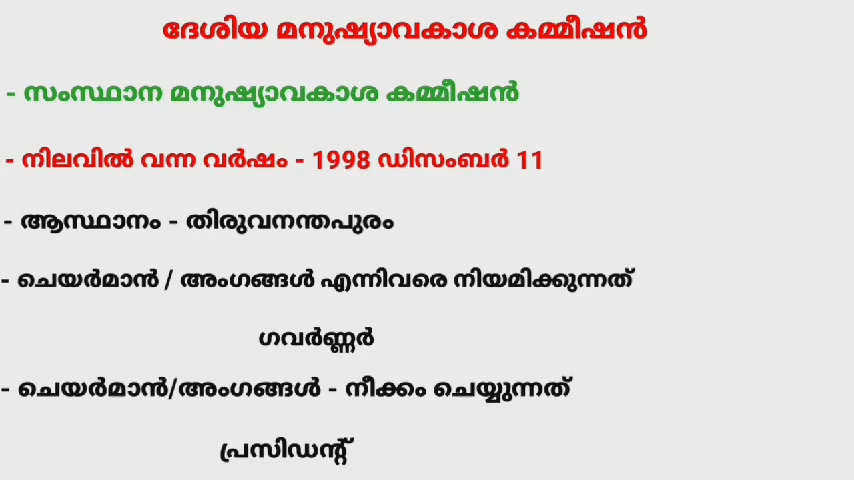 ദേശിയ മനുഷ്യാവകാശ കമ്മീഷൻ
- സംസ്ഥാന മനുഷ്യാവകാശ കമ്മീഷൻ
- നിലവിൽ വന്ന വർഷം - 1998 ഡിസംബർ 11
- ആസ്ഥാനം - തിരുവനന്തപുരം
- ചെയർമാൻ / അംഗങ്ങൾ എന്നിവരെ നിയമിക്കുന്നത്
ഗവർണ്ണർ
- ചെയർമാൻ/അംഗങ്ങൾ - നീക്കം ചെയ്യുന്നത്
പ്രസിഡന്റ്